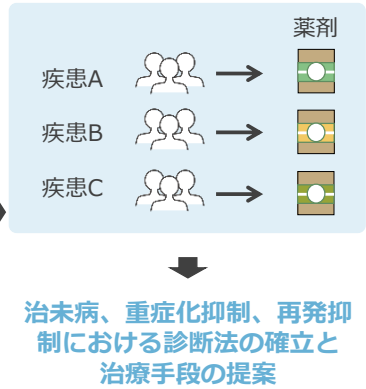 薬剤
疾患A
疾患B
疾患C
治未病、重症化抑制、再発抑
制における診断法の確立と
治療手段の提案